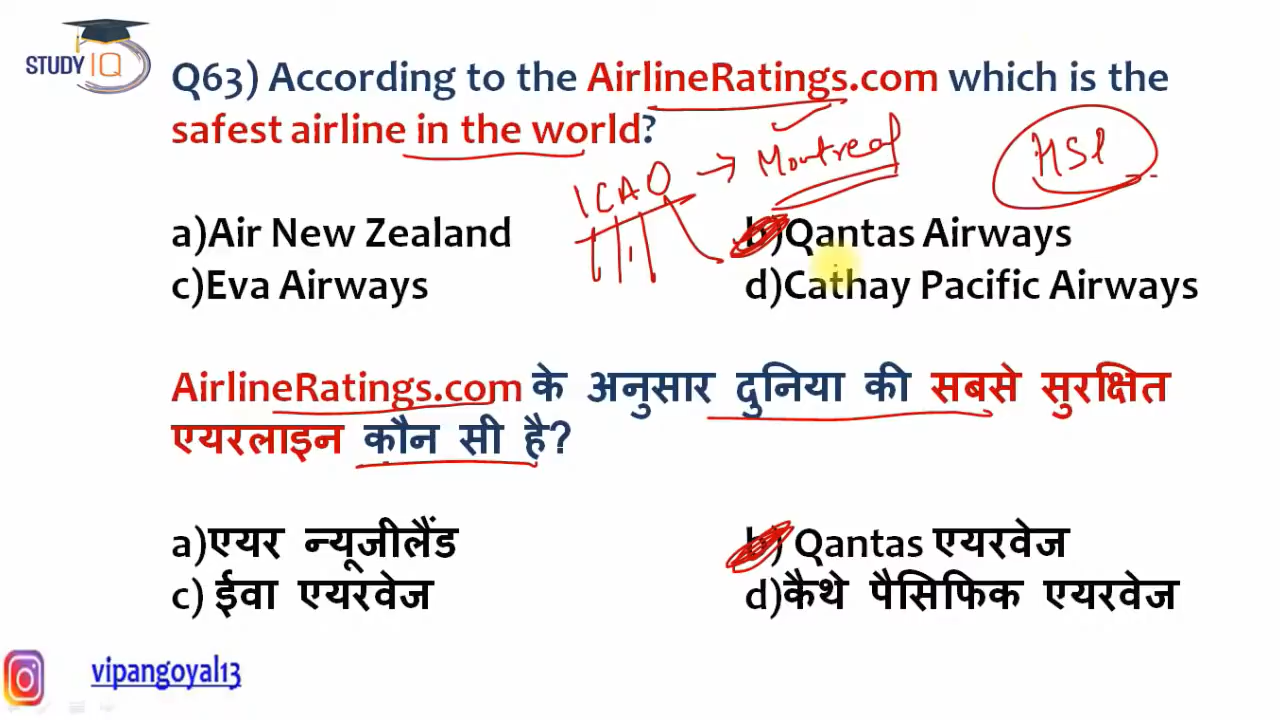 STUDY IQ
Q63) According to the AirlineRatings.com which is the
safest airline in the world?
ICAO → Montreal
HSI
a)Air New Zealand b)Qantas Airways
c)Eva Airways d)Cathay Pacific Airways
AirlineRatings.com के अनुसार दुनिया की सबसे सुरक्षित
एयरलाइन कौन सी है?
a)एयर न्यूजीलैंड b) Qantas एयरवेज
c) ईवा एयरवेज d)कैथे पैसिफिक एयरवेज
vipangoyal13